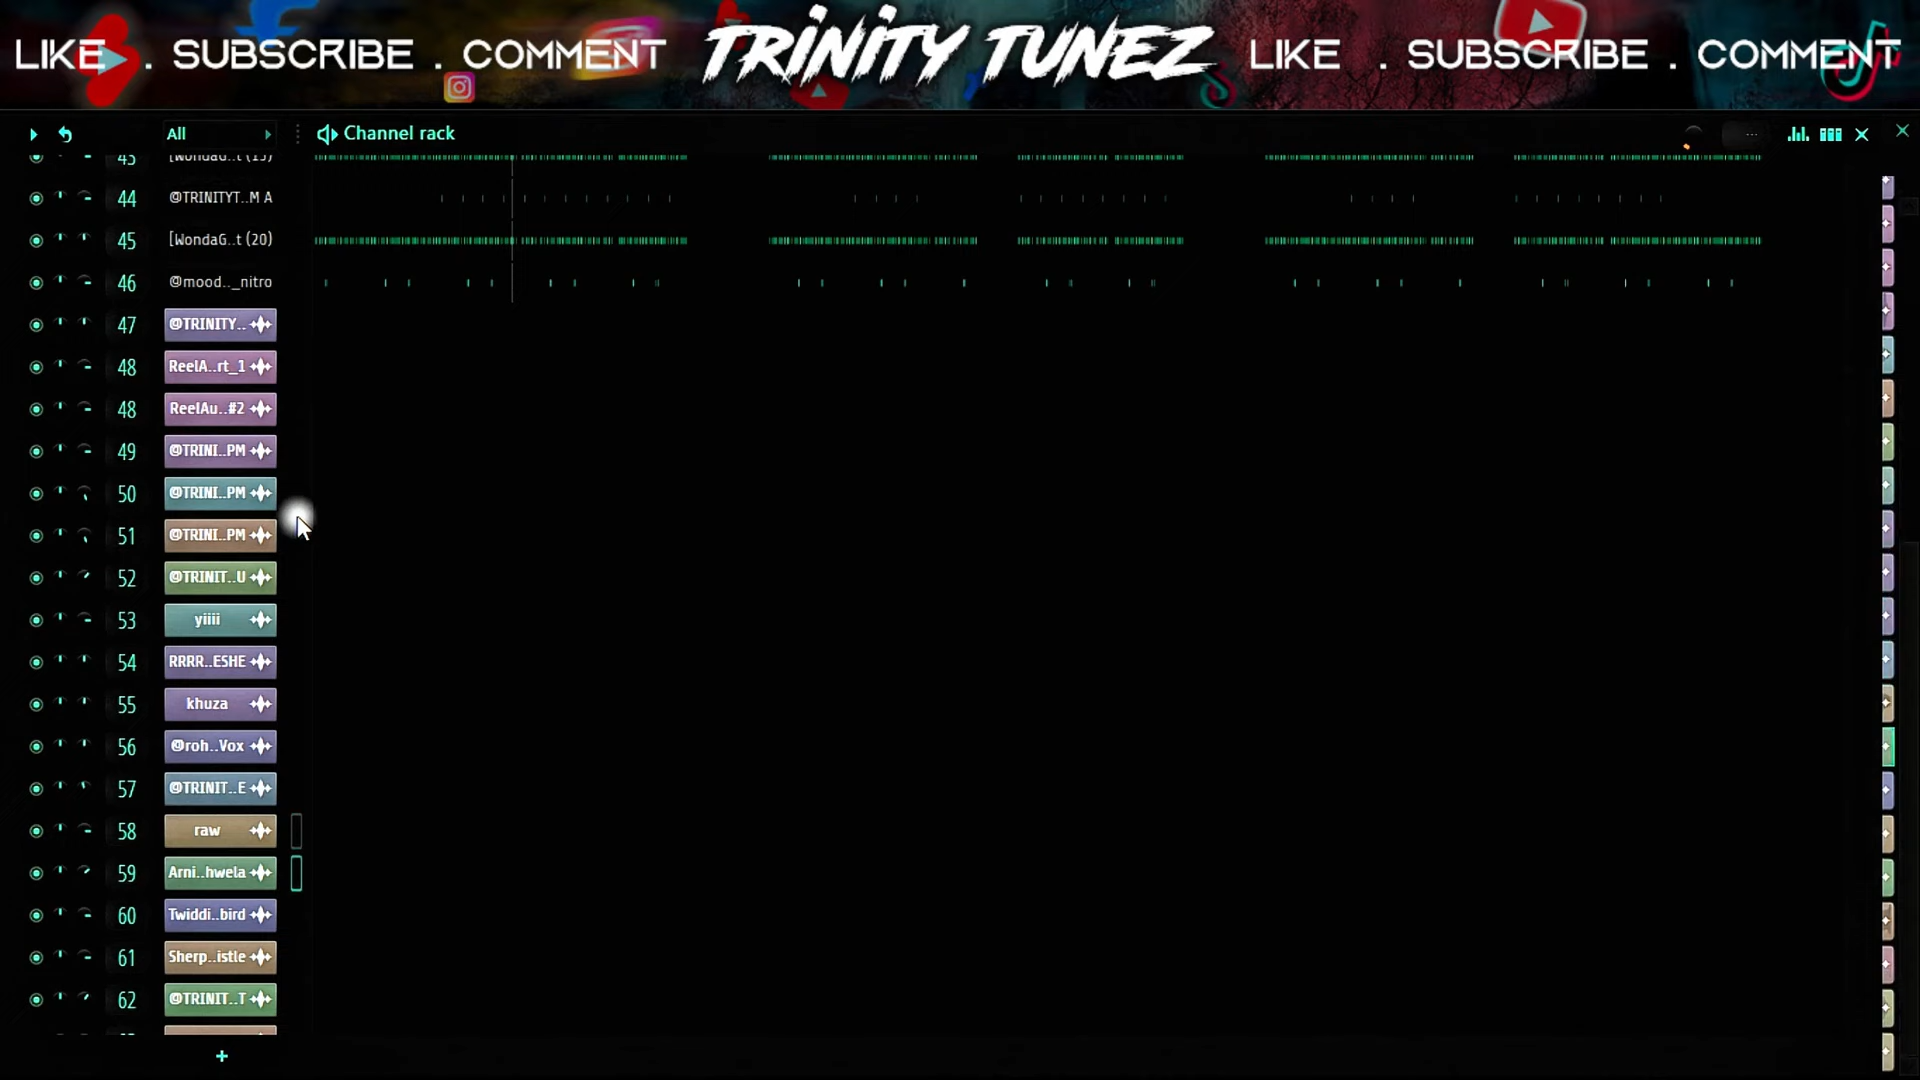 LIKE . SUBSCRIBE . COMMENT TRINITY TUNEZ LIKE . SUBSCRIBE . COMMENT
All Channel rack
43 [WondaG..t (15)
44 @TRINITYT..M A
45 [WondaG..t (20)
46 @mood.._nitro
47 @TRINITY..
48 ReelA..rt_1
48 ReelAu..#2
49 @TRINI..PM
50 @TRINI..PM
51 @TRINI..PM
52 @TRINIT..U
53 yiiii
54 RRRR..ESHE
55 khuza
56 @roh..Vox
57 @TRINIT..E
58 raw
59 Arni..hwela
60 Twiddi..bird
61 Sherp..istle
62 @TRINIT..T